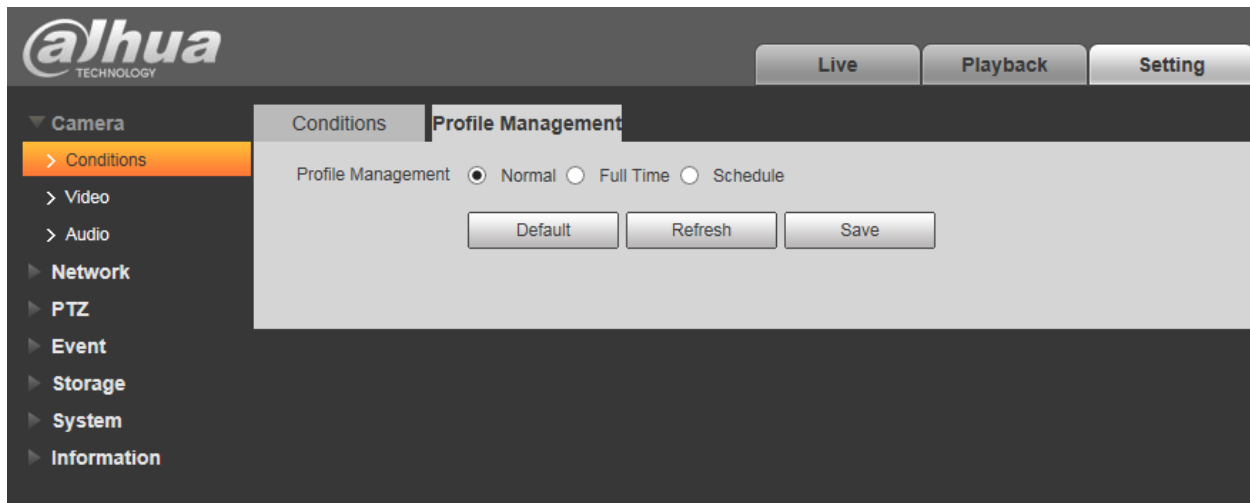 alhua
TECHNOLOGY
Live Playback Setting
Camera
Conditions
Video
Audio
Network
PTZ
Event
Storage
System
Information
Conditions Profile Management
Profile Management Normal Full Time Schedule
Default Refresh Save